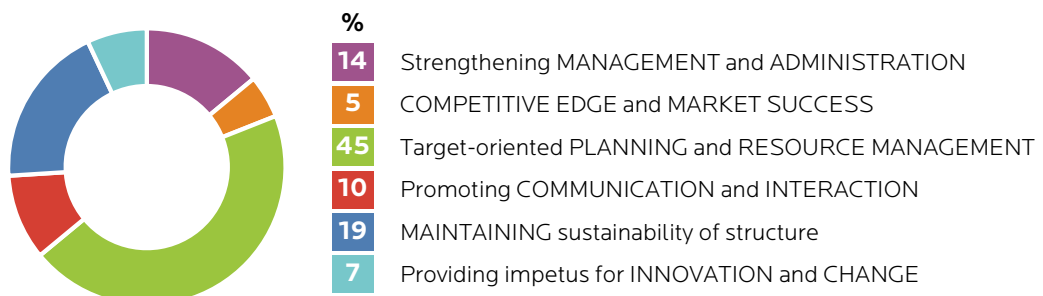 %
14 Strengthening MANAGEMENT and ADMINISTRATION
5 COMPETITIVE EDGE and MARKET SUCCESS
45 Target-oriented PLANNING and RESOURCE MANAGEMENT
10 Promoting COMMUNICATION and INTERACTION
19 MAINTAINING sustainability of structure
7 Providing impetus for INNOVATION and CHANGE